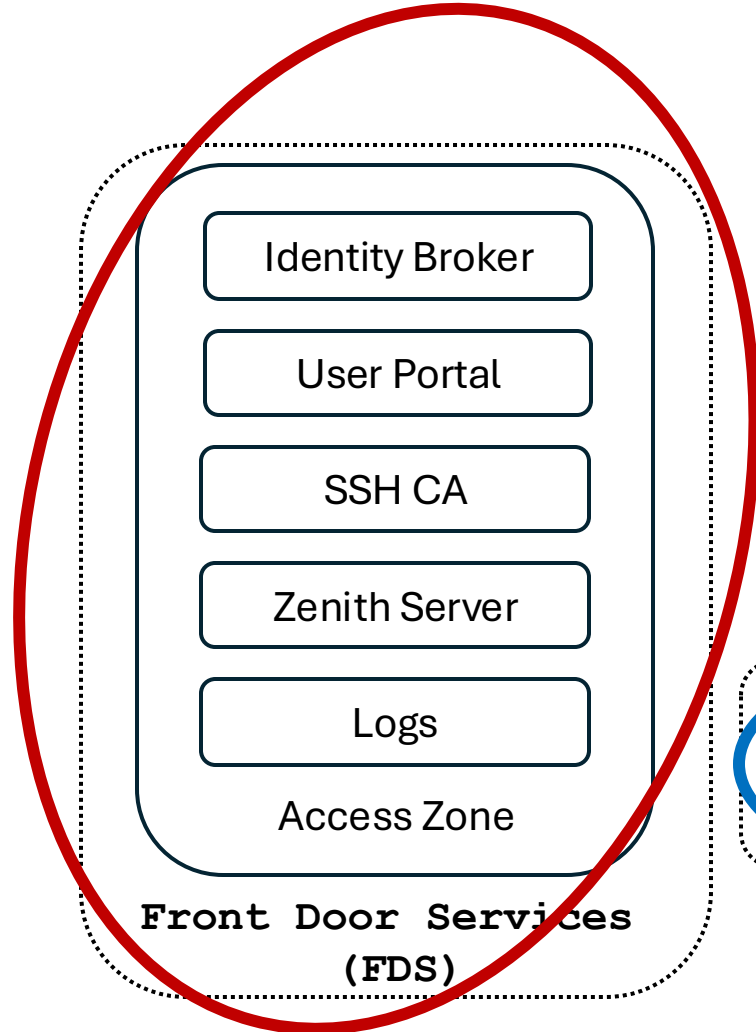 Identity Broker
User Portal
SSH CA
Zenith Server
Logs
Access Zone
Front Door Services
(FDS)